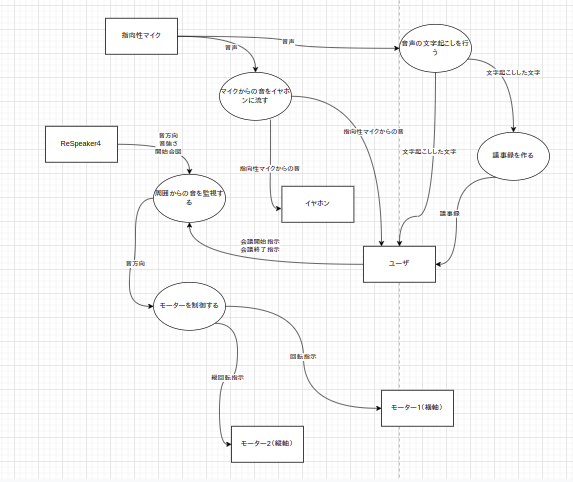 指向性マイク
音声
音声
音声の文字起こしを行
う
文字起こしした文字
マイクからの音をイヤホ
ンに流す
指向性マイクからの音
文字起こしした文字
ReSpeaker4
音方向
音強さ
開始合図
議事録を作る
指向性マイクからの音
周囲からの音を監視す
る
イヤホン
議事録
会議開始指示
会議終了指示
ユーザ
音方向
モーターを制御する
回転指示
縦回転指示
モーター1（横軸）
モーター2（縦軸）